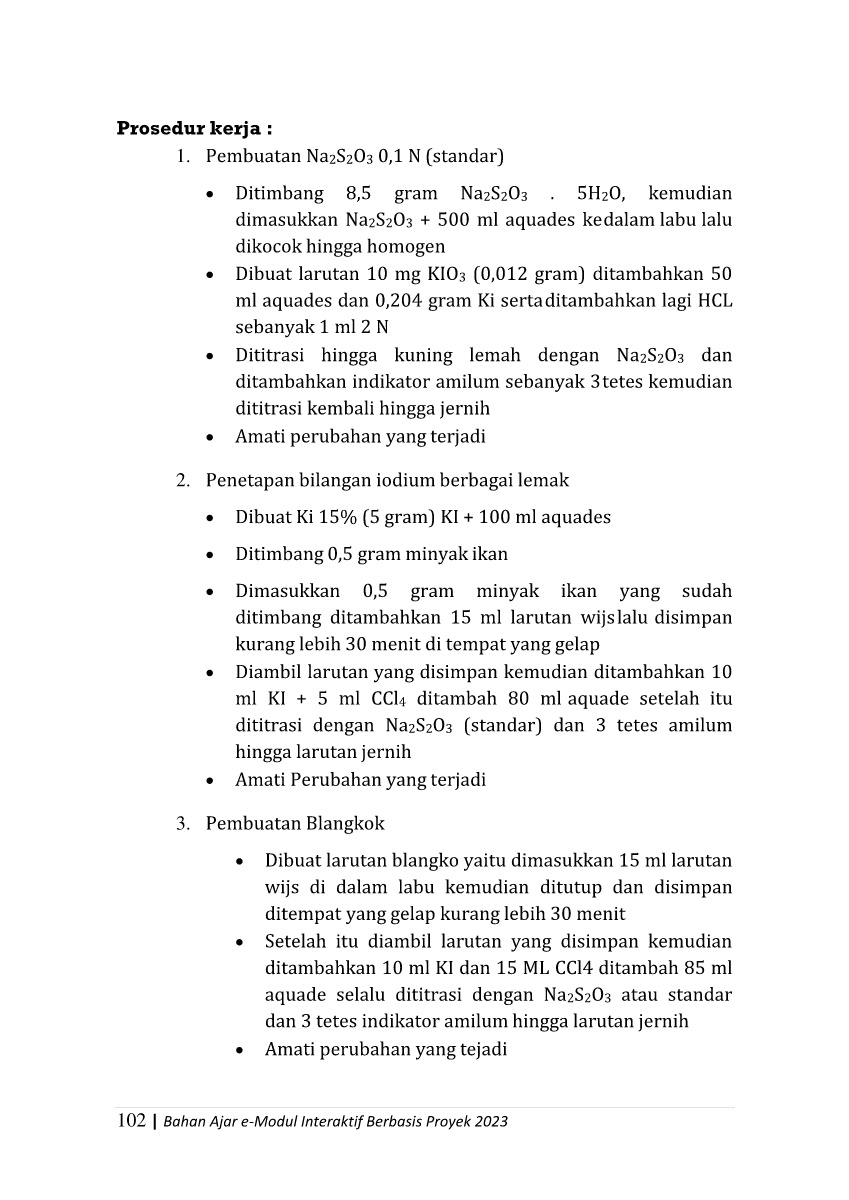 Prosedur kerja :
1. Pembuatan Na2S2O3 0,1 N (standar)
• Ditimbang 8,5 gram Na2S2O3 . 5H2O, kemudian
dimasukkan Na2S2O3 + 500 ml aquades kedalam labu lalu
dikocok hingga homogen
• Dibuat larutan 10 mg KIO3 (0,012 gram) ditambahkan 50
ml aquades dan 0,204 gram Ki serta ditambahkan lagi HCL
sebanyak 1 ml 2 N
• Dititrasi hingga kuning lemah dengan Na2S2O3 dan
ditambahkan indikator amilum sebanyak 3 tetes kemudian
dititrasi kembali hingga jernih
• Amati perubahan yang terjadi
2. Penetapan bilangan iodium berbagai lemak
• Dibuat Ki 15% (5 gram) KI + 100 ml aquades
• Ditimbang 0,5 gram minyak ikan
• Dimasukkan 0,5 gram minyak ikan yang sudah
ditimbang ditambahkan 15 ml larutan wijs lalu disimpan
kurang lebih 30 menit di tempat yang gelap
• Diambil larutan yang disimpan kemudian ditambahkan 10
ml KI + 5 ml CCl4 ditambah 80 ml aquade setelah itu
dititrasi dengan Na2S2O3 (standar) dan 3 tetes amilum
hingga larutan jernih
• Amati Perubahan yang terjadi
3. Pembuatan Blangkok
• Dibuat larutan blangko yaitu dimasukkan 15 ml larutan
wijs di dalam labu kemudian ditutup dan disimpan
ditempat yang gelap kurang lebih 30 menit
• Setelah itu diambil larutan yang disimpan kemudian
ditambahkan 10 ml KI dan 15 ML CCl4 ditambah 85 ml
aquade selalu dititrasi dengan Na2S2O3 atau standar
dan 3 tetes indikator amilum hingga larutan jernih
• Amati perubahan yang tejadi
102 | Bahan Ajar e-Modul Interaktif Berbasis Proyek 2023